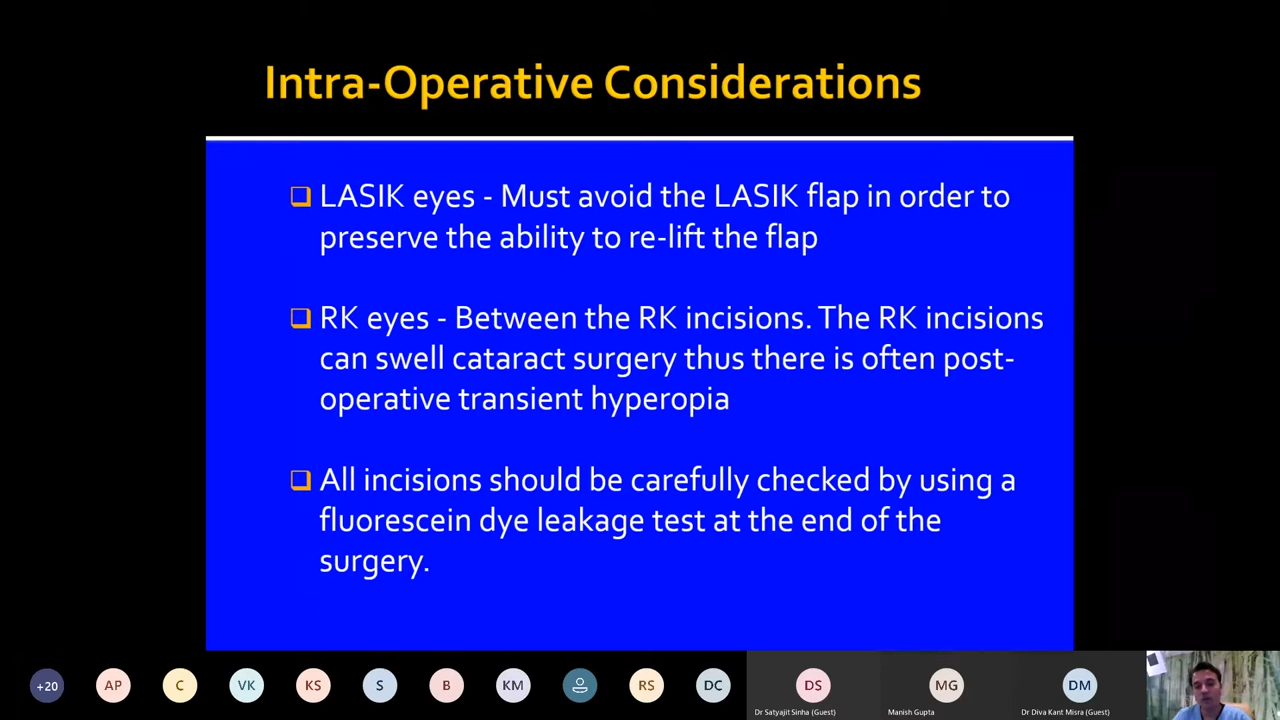 Intra-Operative Considerations
LASIK eyes - Must avoid the LASIK flap in order to
preserve the ability to re-lift the flap
RK eyes - Between the RK incisions. The RK incisions
can swell cataract surgery thus there is often post-
operative transient hyperopia
All incisions should be carefully checked by using a
fluorescein dye leakage test at the end of the
surgery.
+20 AP C VK KS S B KM RS DC DS MG DM
Dr Satyajit Sinha (Guest) Manish Gupta Dr Diva Kant Misra (Guest)